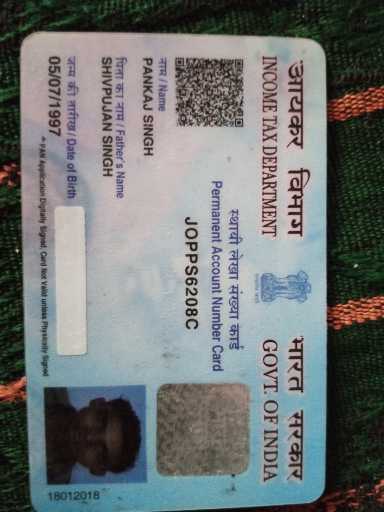 आयकर विभाग
INCOME TAX DEPARTMENT
भारत सरकार
GOVT. OF INDIA
स्थायी लेखा संख्या कार्ड
Permanent Account Number Card
JOPPS6208C
नाम / Name
PANKAJ SINGH
पिता का नाम / Father's Name
SHIVPUJAN SINGH
जन्म की तारीख / Date of Birth
05/07/1997
PAN Application Digitally Signed, Card Not Valid unless Physically Signed
18012018